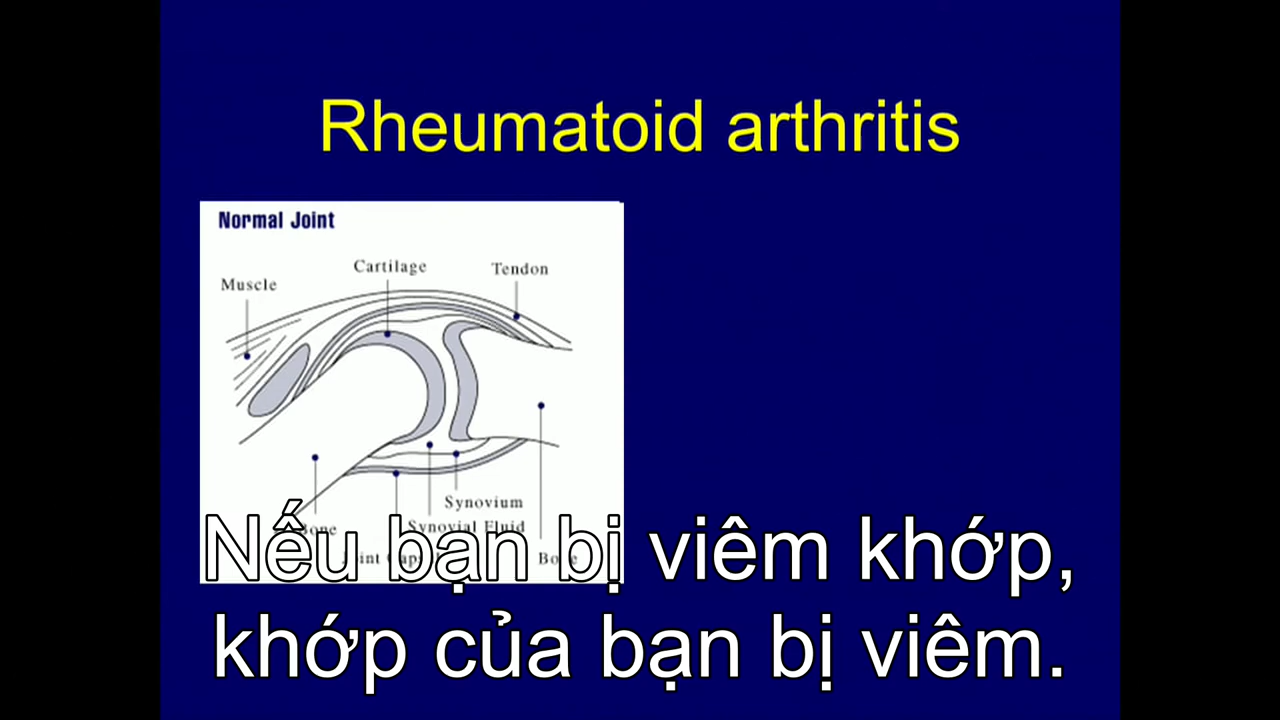 Rheumatoid arthritis
Normal Joint
Cartilage
Tendon
Muscle
Synovium
Synovial Fluid
Nếu bạn bị viêm khớp,
khớp của bạn bị viêm.